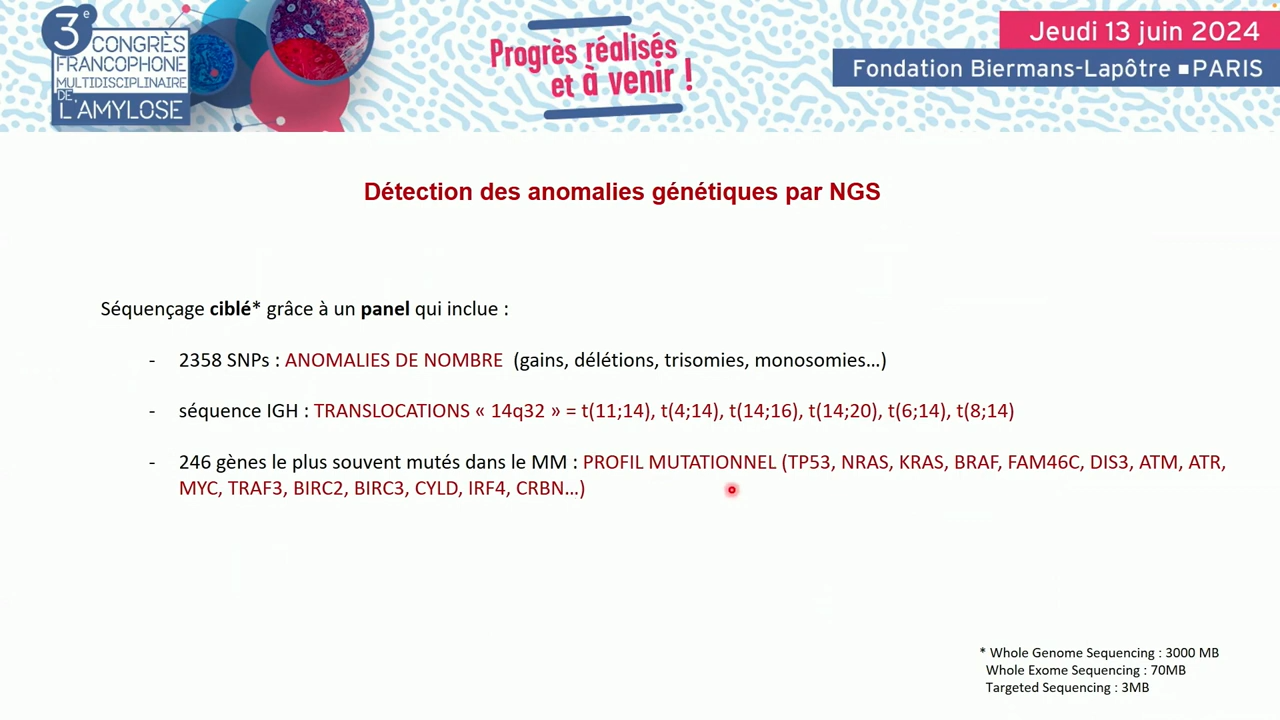 3e
CONGRÈS
FRANCOPHONE
MULTIDISCIPLINAIRE
DE
L'AMYLOSE
Progrès réalisés
et à venir !
Jeudi 13 juin 2024
Fondation Biermans-Lapôtre ■ PARIS
Détection des anomalies génétiques par NGS
Séquençage ciblé* grâce à un panel qui inclue :
- 2358 SNPs : ANOMALIES DE NOMBRE (gains, délétions, trisomies, monosomies…)
- séquence IGH : TRANSLOCATIONS « 14q32 » = t(11;14), t(4;14), t(14;16), t(14;20), t(6;14), t(8;14)
- 246 gènes le plus souvent mutés dans le MM : PROFIL MUTATIONNEL (TP53, NRAS, KRAS, BRAF, FAM46C, DIS3, ATM, ATR,
MYC, TRAF3, BIRC2, BIRC3, CYLD, IRF4, CRBN…)
* Whole Genome Sequencing : 3000 MB
Whole Exome Sequencing : 70MB
Targeted Sequencing : 3MB